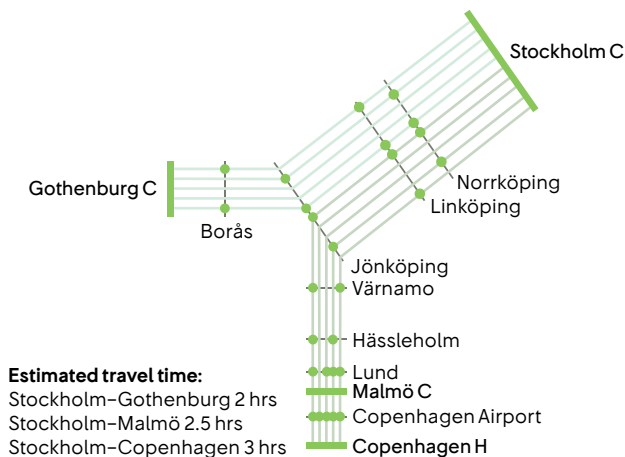 Stockholm C
Norrköping
Linköping
Gothenburg C
Borås
Jönköping
Värnamo
Hässleholm
Lund
Malmö C
Copenhagen Airport
Copenhagen H
Estimated travel time:
Stockholm–Gothenburg 2 hrs
Stockholm–Malmö 2.5 hrs
Stockholm–Copenhagen 3 hrs